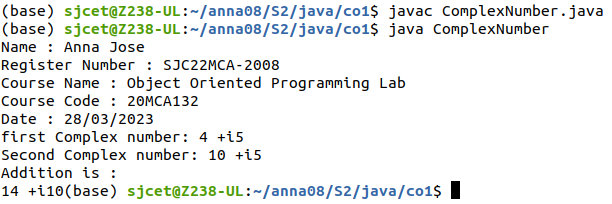 (base) sjcet@Z238-UL:~/anna08/S2/java/co1$ javac ComplexNumber.java
(base) sjcet@Z238-UL:~/anna08/S2/java/co1$ java ComplexNumber
Name : Anna Jose
Register Number : SJC22MCA-2008
Course Name : Object Oriented Programming Lab
Course Code : 20MCA132
Date : 28/03/2023
first Complex number: 4 +i5
Second Complex number: 10 +i5
Addition is :
14 +i10(base) sjcet@Z238-UL:~/anna08/S2/java/co1$